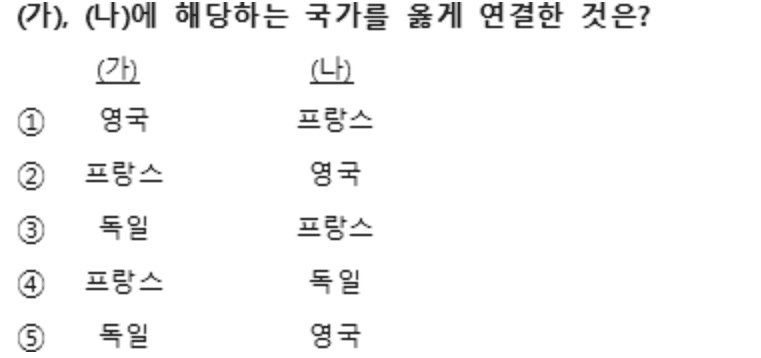 (가), (나)에 해당하는 국가를 옳게 연결한 것은?
(가) (나)
① 영국 프랑스
② 프랑스 영국
③ 독일 프랑스
④ 프랑스 독일
⑤ 독일 영국